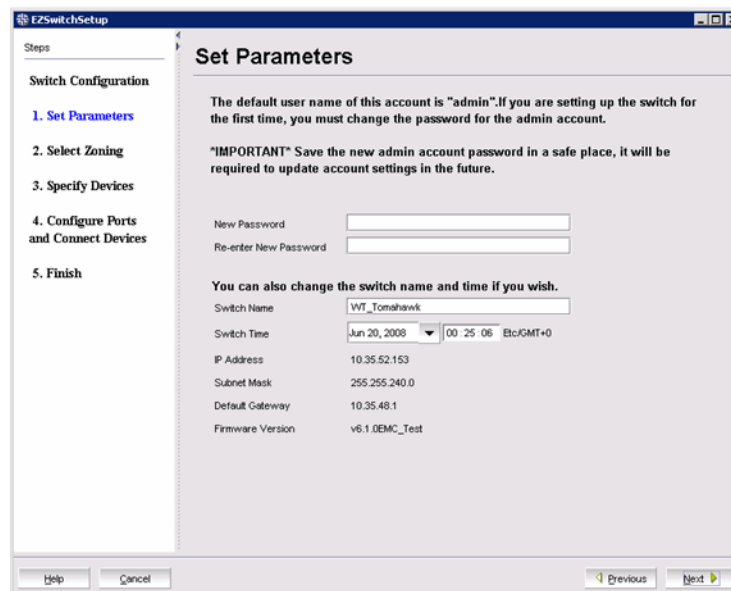 EZSwitchSetup
Steps
Switch Configuration
1. Set Parameters
2. Select Zoning
3. Specify Devices
4. Configure Ports
and Connect Devices
5. Finish
Set Parameters
The default user name of this account is "admin".If you are setting up the switch for
the first time, you must change the password for the admin account.
*IMPORTANT* Save the new admin account password in a safe place, it will be
required to update account settings in the future.
New Password
Re-enter New Password
You can also change the switch name and time if you wish.
Switch Name WT_Tomahawk
Switch Time Jun 20, 2008 00:25:06 Etc/GMT+0
IP Address 10.35.52.153
Subnet Mask 255.255.240.0
Default Gateway 10.35.48.1
Firmware Version v6.1.0EMC_Test
Help Cancel Previous Next